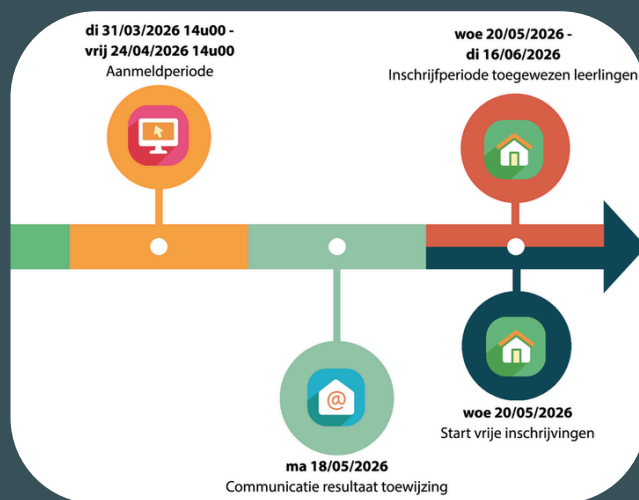 di 31/03/2026 14u00 -
vrij 24/04/2026 14u00
Aanmeldperiode
woe 20/05/2026 -
di 16/06/2026
Inschrijfperiode toegewezen leerlingen
@
woe 20/05/2026
Start vrije inschrijvingen
ma 18/05/2026
Communicatie resultaat toewijzing